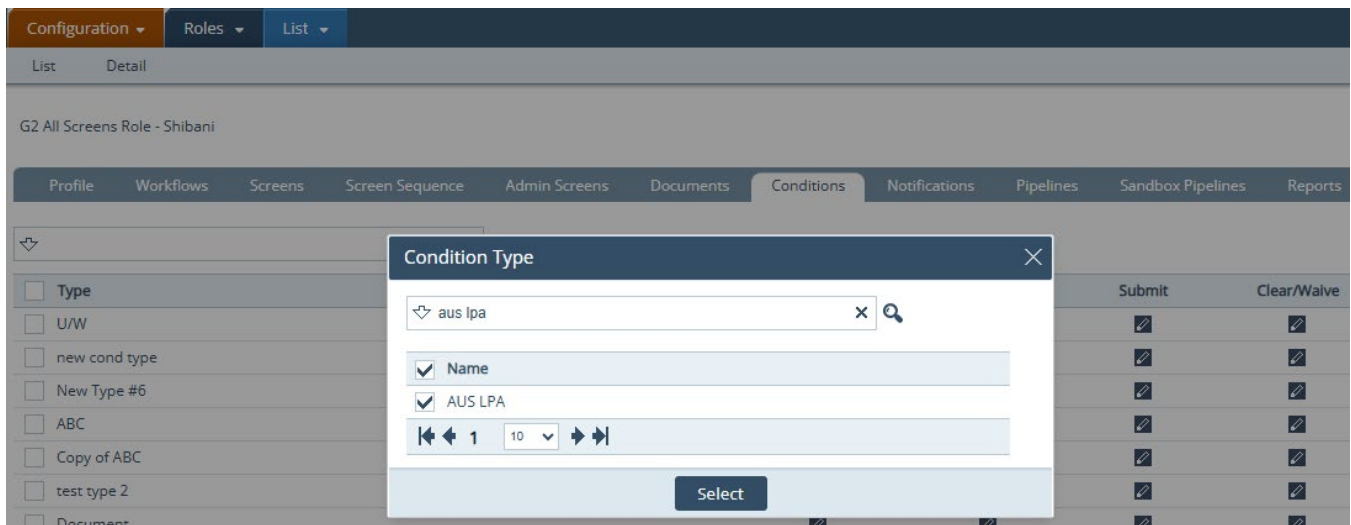 Configuration Roles List
List Detail
G2 All Screens Role - Shibani
Profile Workflows Screens Screen Sequence Admin Screens Documents Conditions Notifications Pipelines Sandbox Pipelines Reports
Condition Type
Type Submit Clear/Waive
aus lpa
U/W
new cond type
Name
New Type #6
AUS LPA
ABC
1 10
Copy of ABC
test type 2
Select
Document